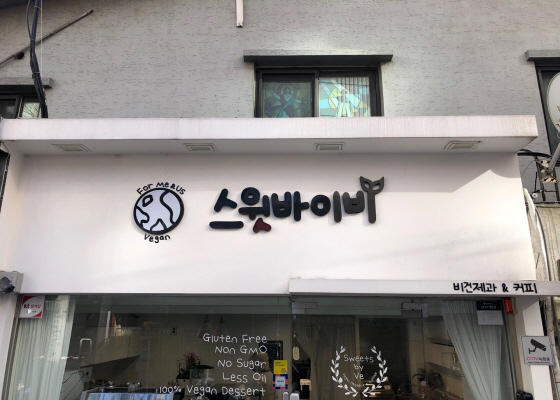 For me&us
vegan
스윗바이비
비건제과 & 커피
Gluten Free
Non GMO
No Sugar
Less Oil
100% Vegan Dessert
Sweets
by
Ve